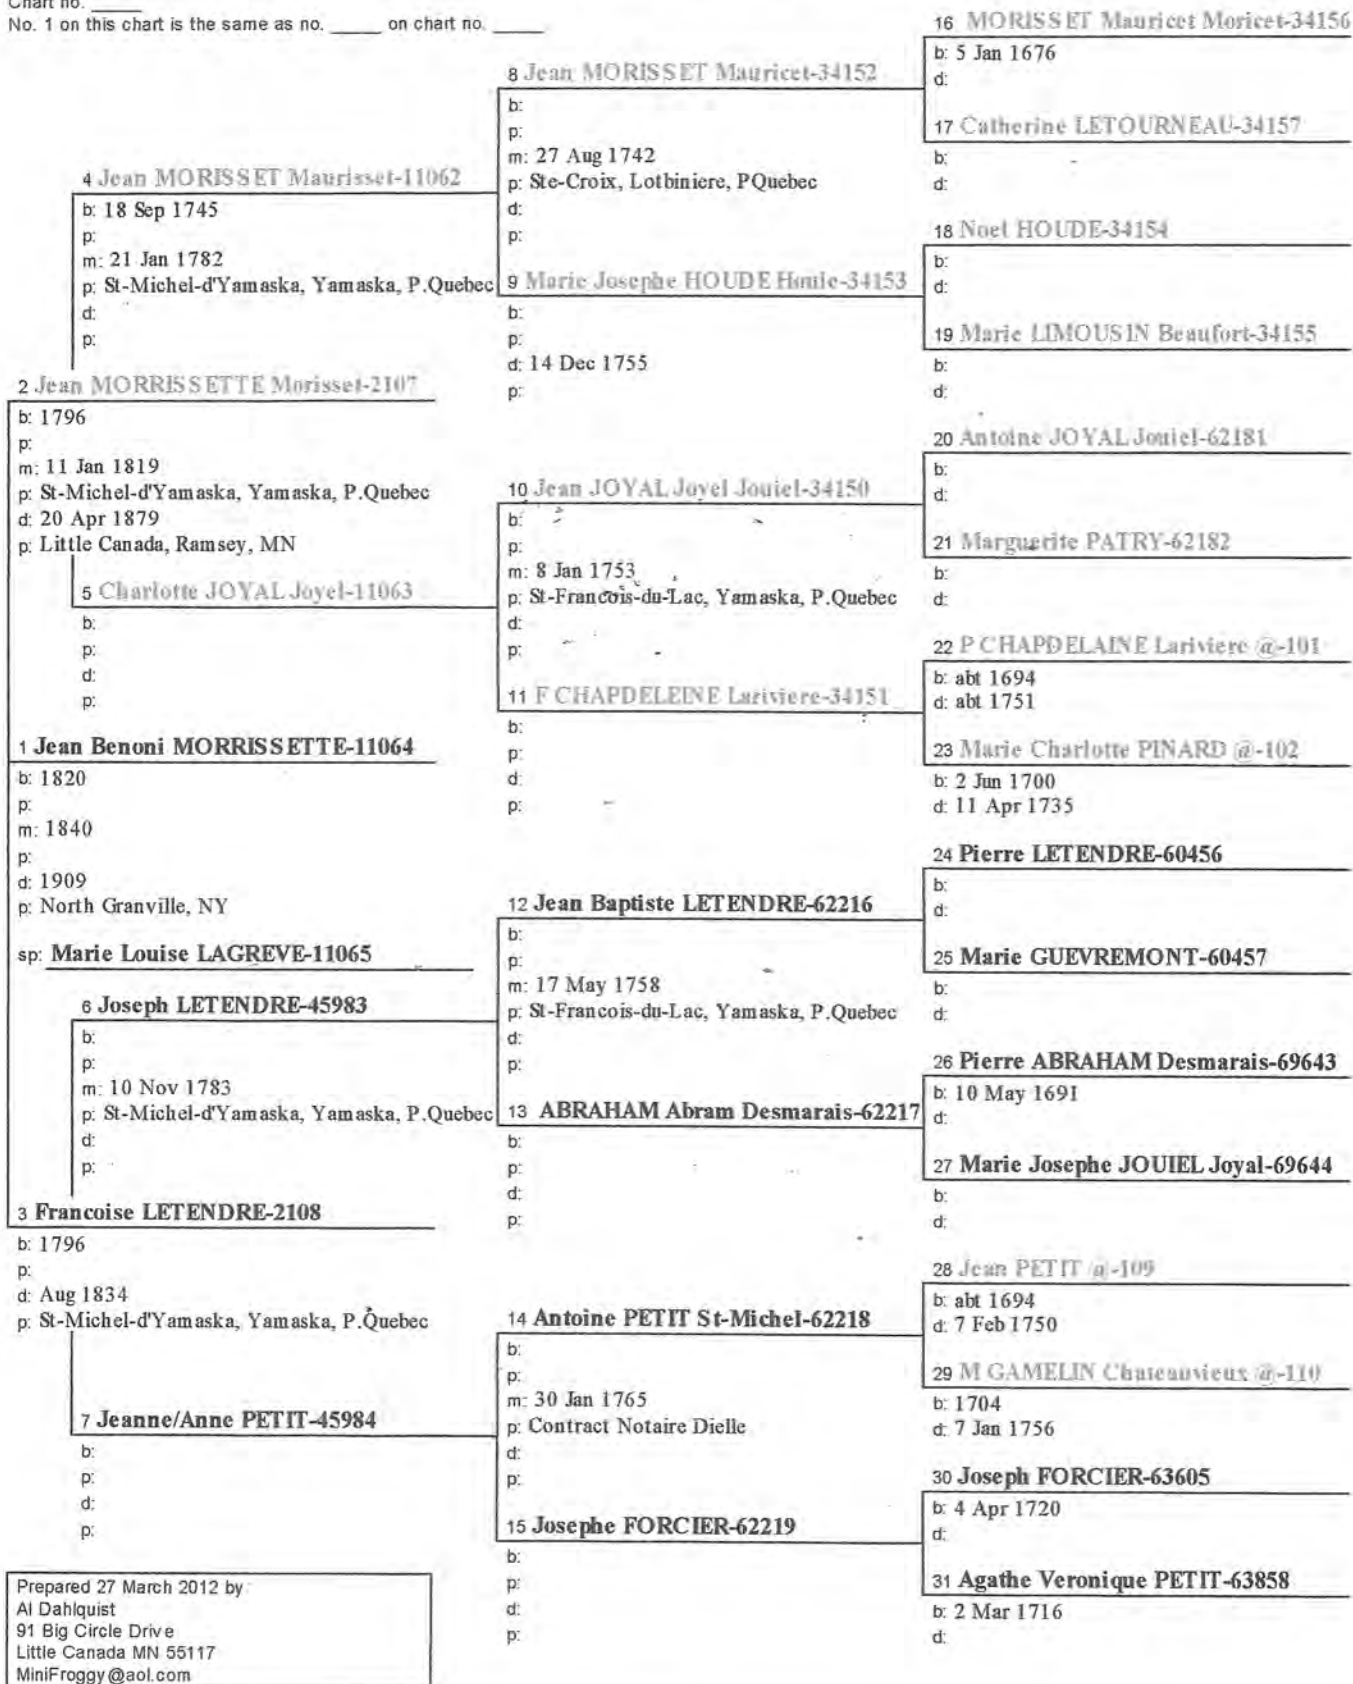 Chart no. _____
No. 1 on this chart is the same as no. _____ on chart no. _____
16 MORISSET Mauricet Moricet-34156
b: 5 Jan 1676
d:
8 Jean MORISSET Mauricet-34152
b:
p:
m: 27 Aug 1742
p: Ste-Croix, Lotbiniere, PQuebec
d:
p:
17 Catherine LETOURNEAU-34157
b:
d:
4 Jean MORISSET Maurisset-11062
b: 18 Sep 1745
p:
m: 21 Jan 1782
p: St-Michel-d'Yamaska, Yamaska, P.Quebec
d:
p:
18 Noel HOUDE-34154
b:
d:
9 Marie Josephe HOUDE Houle-34153
b:
p:
d: 14 Dec 1755
p:
19 Marie LIMOUSIN Beaufort-34155
b:
d:
2 Jean MORRISSETTE Morisset-2107
b: 1796
p:
m: 11 Jan 1819
p: St-Michel-d'Yamaska, Yamaska, P.Quebec
d: 20 Apr 1879
p: Little Canada, Ramsey, MN
20 Antoine JOYAL Jouiel-62181
b:
d:
10 Jean JOYAL Joyel Jouiel-34150
b:
p:
m: 8 Jan 1753
p: St-Francois-du-Lac, Yamaska, P.Quebec
d:
p:
21 Marguerite PATRY-62182
b:
d:
5 Charlotte JOYAL Joyel-11063
b:
p:
d:
p:
22 P CHAPDELAINE Lariviere @-101
b: abt 1694
d: abt 1751
11 F CHAPDELEINE Lariviere-34151
b:
p:
d:
p:
23 Marie Charlotte PINARD @-102
b: 2 Jun 1700
d: 11 Apr 1735
1 Jean Benoni MORRISSETTE-11064
b: 1820
p:
m: 1840
p:
d: 1909
p: North Granville, NY
sp: Marie Louise LAGREVE-11065
24 Pierre LETENDRE-60456
b:
d:
12 Jean Baptiste LETENDRE-62216
b:
p:
m: 17 May 1758
p: St-Francois-du-Lac, Yamaska, P.Quebec
d:
p:
25 Marie GUEVREMONT-60457
b:
d:
6 Joseph LETENDRE-45983
b:
p:
m: 10 Nov 1783
p: St-Michel-d'Yamaska, Yamaska, P.Quebec
d:
p:
26 Pierre ABRAHAM Desmarais-69643
b: 10 May 1691
d:
13 ABRAHAM Abram Desmarais-62217
b:
p:
d:
p:
27 Marie Josephe JOUIEL Joyal-69644
b:
d:
3 Francoise LETENDRE-2108
b: 1796
p:
d: Aug 1834
p: St-Michel-d'Yamaska, Yamaska, P.Quebec
28 Jean PETIT @-109
b: abt 1694
d: 7 Feb 1750
14 Antoine PETIT St-Michel-62218
b:
p:
m: 30 Jan 1765
p: Contract Notaire Dielle
d:
p:
29 M GAMELIN Chateauvieux @-110
b: 1704
d: 7 Jan 1756
7 Jeanne/Anne PETIT-45984
b:
p:
d:
p:
30 Joseph FORCIER-63605
b: 4 Apr 1720
d:
15 Josephe FORCIER-62219
b:
p:
d:
p:
31 Agathe Veronique PETIT-63858
b: 2 Mar 1716
d:
Prepared 27 March 2012 by:
Al Dahlquist
91 Big Circle Drive
Little Canada MN 55117
MiniFroggy@aol.com